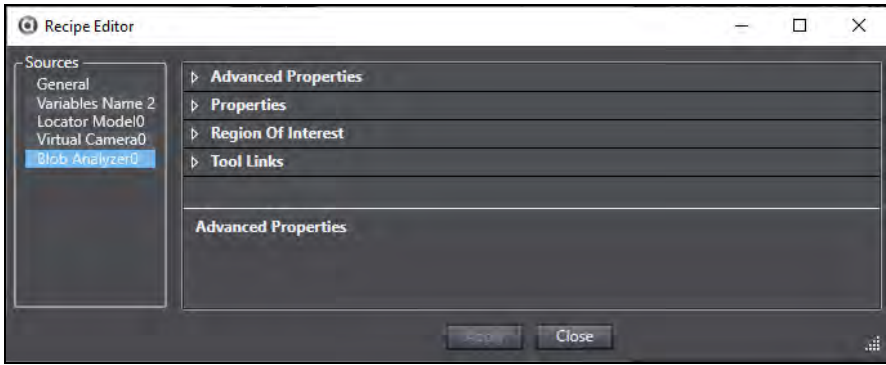 Recipe Editor
Sources
General
Variables Name 2
Locator Model0
Virtual Camera0
Blob Analyzer0
Advanced Properties
Properties
Region Of Interest
Tool Links
Advanced Properties
Apply
Close